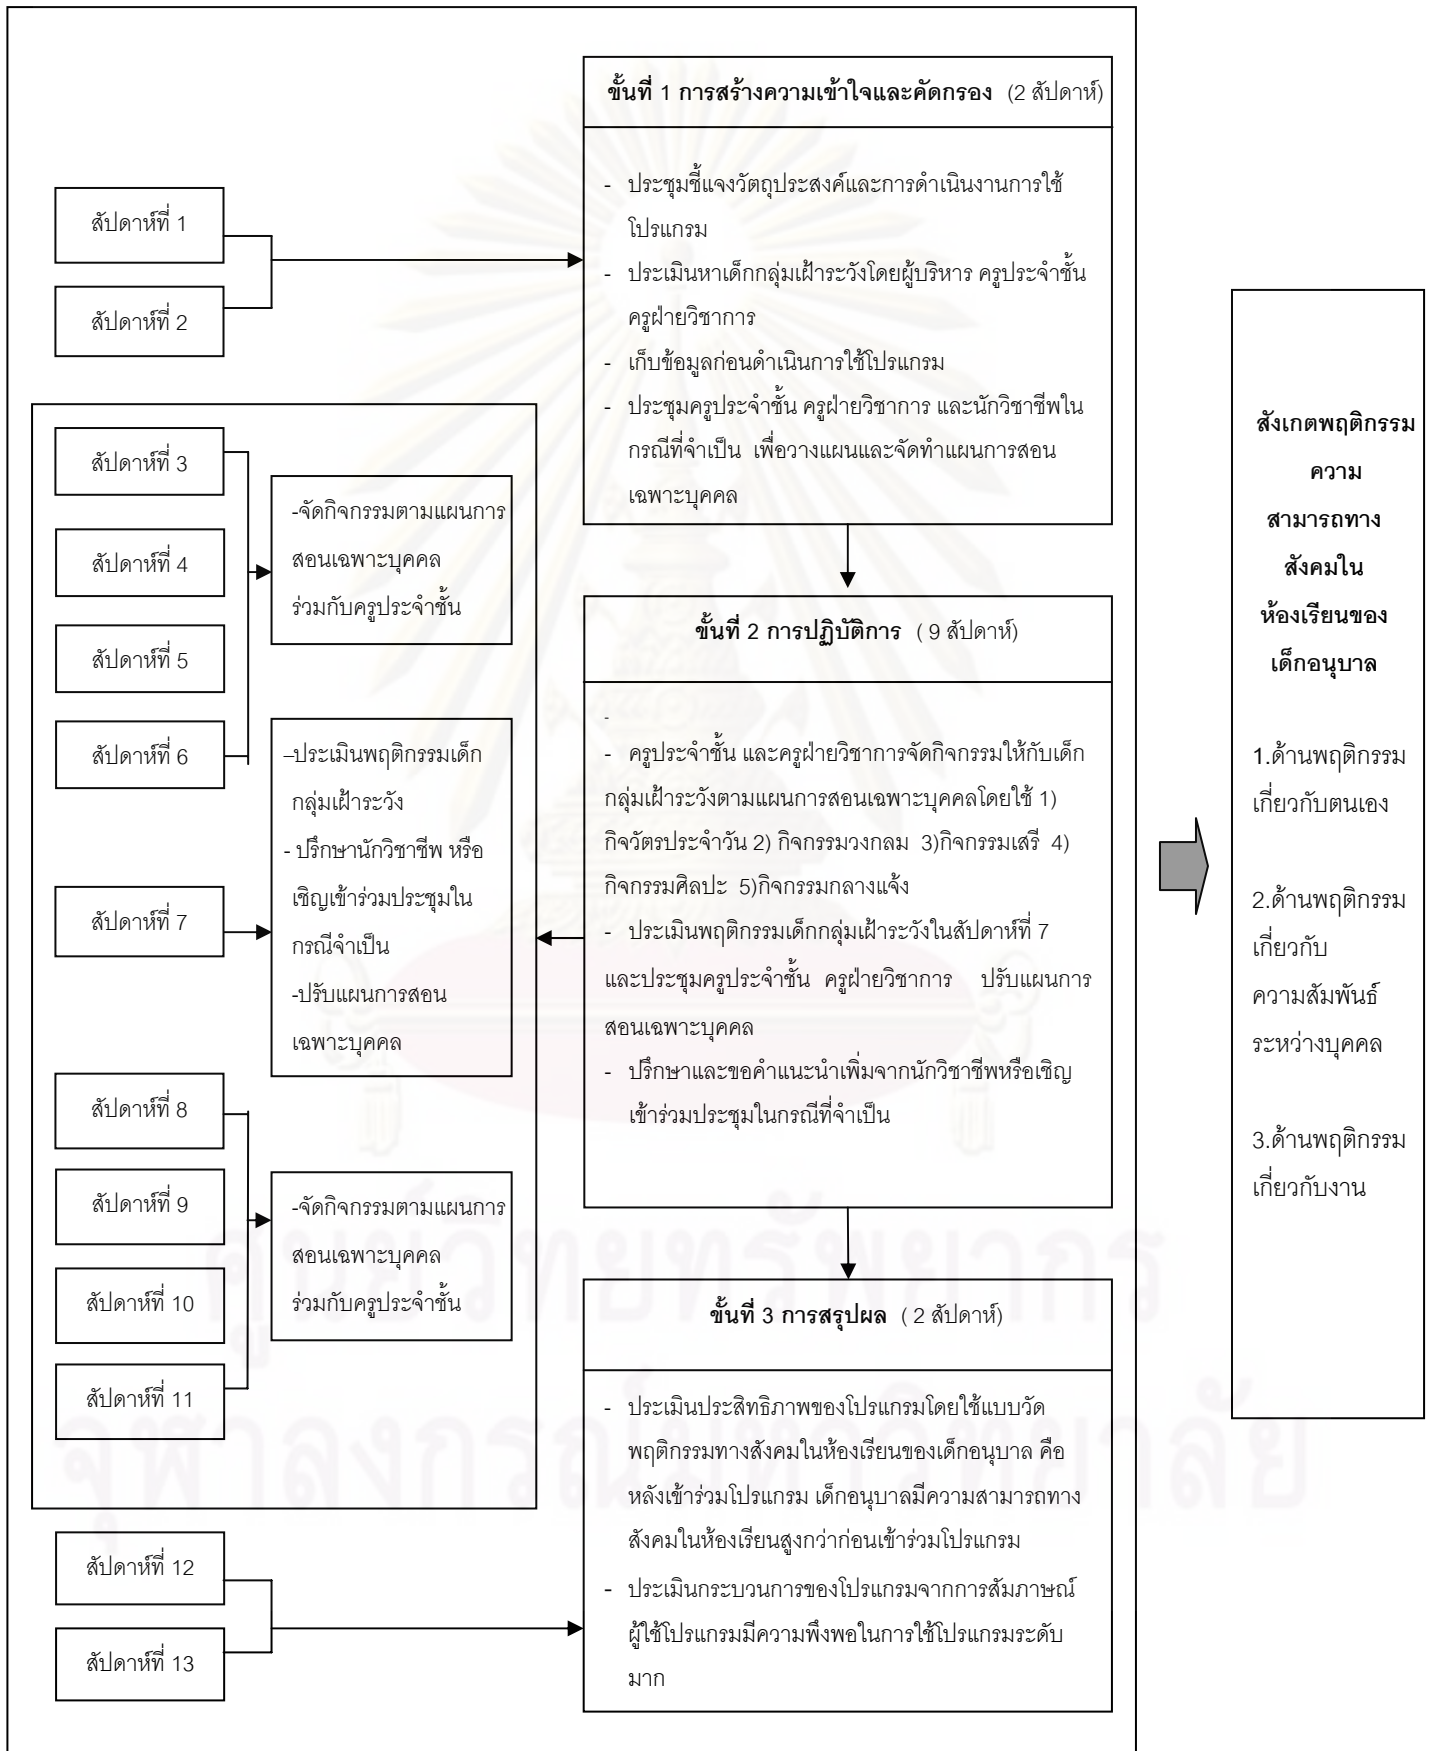 ขั้นที่ 1 การสร้างความเข้าใจและคัดกรอง (2 สัปดาห์)
- ประชุมชี้แจงวัตถุประสงค์และการดำเนินงานการใช้
โปรแกรม
- ประเมินหาเด็กกลุ่มเฝ้าระวังโดยผู้บริหาร ครูประจำชั้น
ครูฝ่ายวิชาการ
- เก็บข้อมูลก่อนดำเนินการใช้โปรแกรม
- ประชุมครูประจำชั้น ครูฝ่ายวิชาการ และนักวิชาชีพใน
กรณีที่จำเป็น เพื่อวางแผนและจัดทำแผนการสอน
เฉพาะบุคคล
สัปดาห์ที่ 1
สัปดาห์ที่ 2
สัปดาห์ที่ 3
สัปดาห์ที่ 4
สัปดาห์ที่ 5
สัปดาห์ที่ 6
-จัดกิจกรรมตามแผนการ
สอนเฉพาะบุคคล
ร่วมกับครูประจำชั้น
สัปดาห์ที่ 7
–ประเมินพฤติกรรมเด็ก
กลุ่มเฝ้าระวัง
- ปรึกษานักวิชาชีพ หรือ
เชิญเข้าร่วมประชุมใน
กรณีจำเป็น
-ปรับแผนการสอน
เฉพาะบุคคล
สัปดาห์ที่ 8
สัปดาห์ที่ 9
สัปดาห์ที่ 10
สัปดาห์ที่ 11
-จัดกิจกรรมตามแผนการ
สอนเฉพาะบุคคล
ร่วมกับครูประจำชั้น
ขั้นที่ 2 การปฏิบัติการ ( 9 สัปดาห์)
-
- ครูประจำชั้น และครูฝ่ายวิชาการจัดกิจกรรมให้กับเด็ก
กลุ่มเฝ้าระวังตามแผนการสอนเฉพาะบุคคลโดยใช้ 1)
กิจวัตรประจำวัน 2) กิจกรรมวงกลม 3)กิจกรรมเสรี 4)
กิจกรรมศิลปะ 5)กิจกรรมกลางแจ้ง
- ประเมินพฤติกรรมเด็กกลุ่มเฝ้าระวังในสัปดาห์ที่ 7
และประชุมครูประจำชั้น ครูฝ่ายวิชาการ ปรับแผนการ
สอนเฉพาะบุคคล
- ปรึกษาและขอคำแนะนำเพิ่มจากนักวิชาชีพหรือเชิญ
เข้าร่วมประชุมในกรณีที่จำเป็น
ขั้นที่ 3 การสรุปผล ( 2 สัปดาห์)
- ประเมินประสิทธิภาพของโปรแกรมโดยใช้แบบวัด
พฤติกรรมทางสังคมในห้องเรียนของเด็กอนุบาล คือ
หลังเข้าร่วมโปรแกรม เด็กอนุบาลมีความสามารถทาง
สังคมในห้องเรียนสูงกว่าก่อนเข้าร่วมโปรแกรม
- ประเมินกระบวนการของโปรแกรมจากการสัมภาษณ์
ผู้ใช้โปรแกรมมีความพึงพอในการใช้โปรแกรมระดับ
มาก
สัปดาห์ที่ 12
สัปดาห์ที่ 13
สังเกตพฤติกรรม
ความ
สามารถทาง
สังคมใน
ห้องเรียนของ
เด็กอนุบาล
1.ด้านพฤติกรรม
เกี่ยวกับตนเอง
2.ด้านพฤติกรรม
เกี่ยวกับ
ความสัมพันธ์
ระหว่างบุคคล
3.ด้านพฤติกรรม
เกี่ยวกับงาน
ศูนย์วิทยทรัพยากร
จุฬาลงกรณ์มหาวิทยาลัย